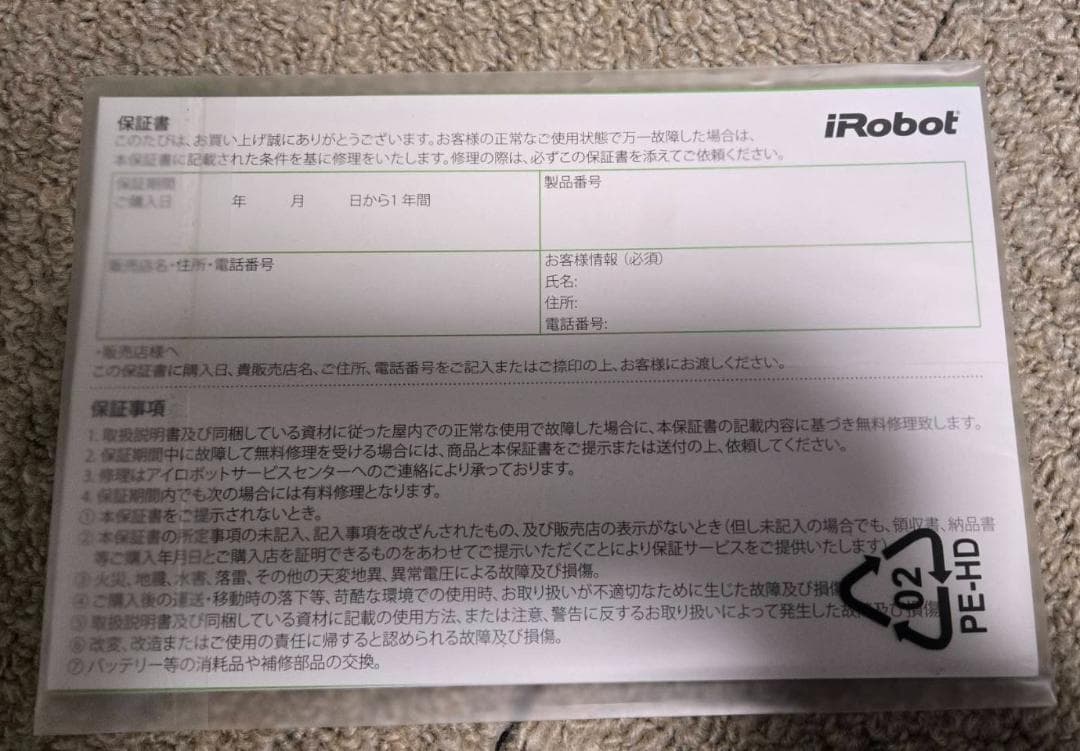 保証書
iRobot
このたびは、お買い上げ誠にありがとうございます。お客様の正常なご使用状態で万一故障した場合は、
本保証書に記載された条件を基に修理をいたします。修理の際は、必ずこの保証書を添えてご依頼ください。
保証期間
ご購入日 年 月 日から1年間
製品番号
販売店名・住所・電話番号
お客様情報（必須）
氏名:
住所:
電話番号:
・販売店様へ
この保証書に購入日、貴販売店名、ご住所、電話番号をご記入またはご捺印の上、お客様にお渡しください。
保証事項
1. 取扱説明書及び同梱している資材に従った屋内での正常な使用で故障した場合に、本保証書の記載内容に基づき無料修理致します。
2. 保証期間中に故障して無料修理を受ける場合には、商品と本保証書をご提示または送付の上、依頼してください。
3. 修理はアイロボットサービスセンターへのご連絡により承っております。
4. 保証期間内でも次の場合には有料修理となります。
① 本保証書をご提示されないとき。
② 本保証書の所定事項の未記入、記入事項を改ざんされたもの、及び販売店の表示がないとき（但し未記入の場合でも、領収書、納品書
等ご購入年月日とご購入店を証明できるものをあわせてご提示いただくことにより保証サービスをご提供いたします）
③ 火災、地震、水害、落雷、その他の天変地異、異常電圧による故障及び損傷。
④ ご購入後の運送・移動時の落下等、苛酷な環境での使用時、お取り扱いが不適切なために生じた故障及び損傷
⑤ 取扱説明書及び同梱している資材に記載の使用方法、または注意、警告に反するお取り扱いによって発生した故障及び損傷
⑥ 改変、改造またはご使用の責任に帰すると認められる故障及び損傷。
⑦ バッテリー等の消耗品や補修部品の交換。
02
PE-HD